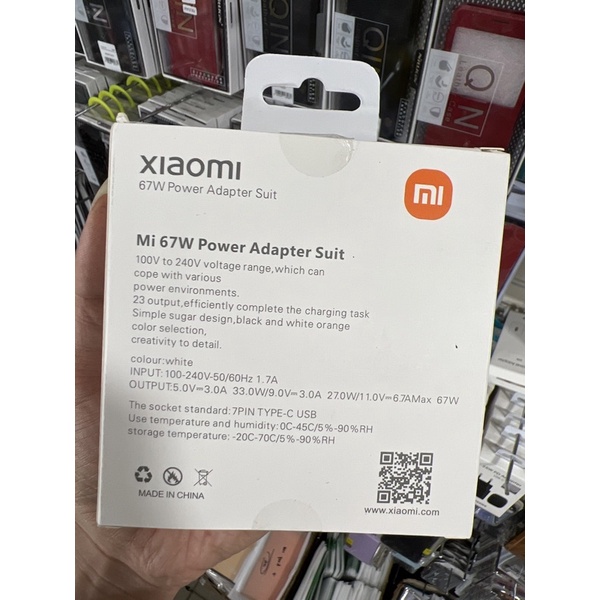 xiaomi
67W Power Adapter Suit
mi
Mi 67W Power Adapter Suit
100V to 240V voltage range,which can
cope with various
power environments.
23 output,efficiently complete the charging task
Simple sugar design,black and white orange
color selection,
creativity to detail.
colour:white
INPUT:100-240V-50/60Hz 1.7A
OUTPUT:5.0V⎓3.0A 33.0W/9.0V⎓3.0A 27.0W/11.0V⎓6.7AMax 67W
The socket standard:7PIN TYPE-C USB
Use temperature and humidity:0C-45C/5%-90%RH
storage temperature: -20C-70C/5%-90%RH
MADE IN CHINA
www.xiaomi.com